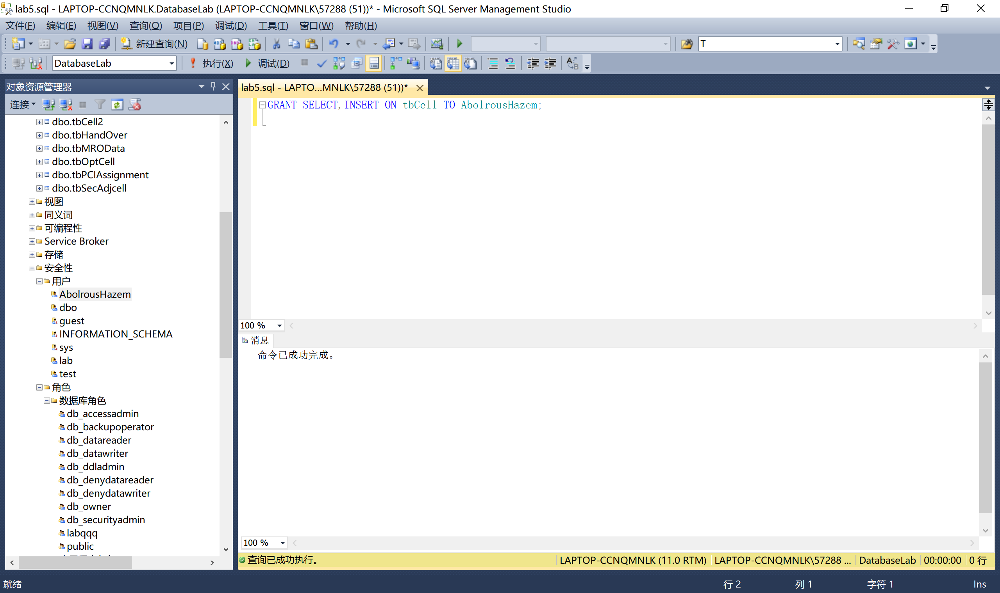 lab5.sql - LAPTOP-CCNQMNLK.DatabaseLab (LAPTOP-CCNQMNLK\57288 (51))* - Microsoft SQL Server Management Studio
文件(F) 编辑(E) 视图(V) 查询(Q) 项目(P) 调试(D) 工具(T) 窗口(W) 帮助(H)
新建查询(N) T
DatabaseLab 执行(X) 调试(D)
对象资源管理器
连接
dbo.tbCell2
dbo.tbHandOver
dbo.tbMROData
dbo.tbOptCell
dbo.tbPCIAssignment
dbo.tbSecAdjcell
视图
同义词
可编程性
Service Broker
存储
安全性
用户
AbolrousHazem
dbo
guest
INFORMATION_SCHEMA
sys
lab
test
角色
数据库角色
db_accessadmin
db_backupoperator
db_datareader
db_datawriter
db_ddladmin
db_denydatareader
db_denydatawriter
db_owner
db_securityadmin
labqqq
public
lab5.sql - LAPTO...MNLK\57288 (51))*
GRANT SELECT,INSERT ON tbCell TO AbolrousHazem;
100 %
消息
命令已成功完成。
100 %
查询已成功执行。 LAPTOP-CCNQMNLK (11.0 RTM) LAPTOP-CCNQMNLK\57288 ... DatabaseLab 00:00:00 0 行
就绪 行 2 列 1 字符 1 Ins